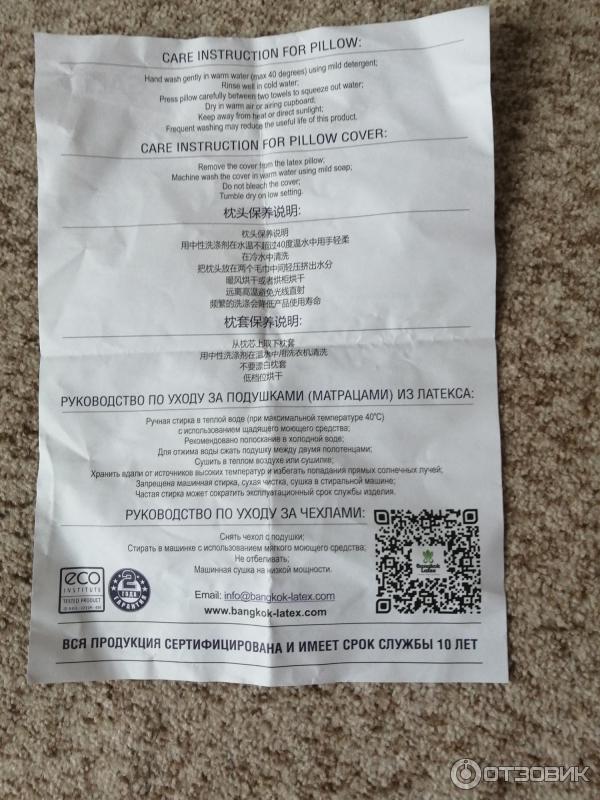 CARE INSTRUCTION FOR PILLOW:
Hand wash gently in warm water (max 40 degrees) using mild detergent;
Rinse well in cold water;
Press pillow carefully between two towels to squeeze out water;
Dry in warm air or airing cupboard;
Keep away from heat or direct sunlight;
Frequent washing may reduce the useful life of this product.
CARE INSTRUCTION FOR PILLOW COVER:
Remove the cover from the latex pillow;
Machine wash the cover in warm water using mild soap;
Do not bleach the cover;
Tumble dry on low setting.
枕头保养说明:
枕头保养说明
用中性洗涤剂在水温不超过40度温水中用手轻柔
在冷水中清洗
把枕头放在两个毛巾中间轻压挤出水分
暖风烘干或者烘柜烘干
远离高温避免光线直射
频繁的洗涤会降低产品使用寿命
枕套保养说明:
从枕芯上取下枕套
用中性洗涤剂在温水中用洗衣机清洗
不要漂白枕套
低档位烘干
РУКОВОДСТВО ПО УХОДУ ЗА ПОДУШКАМИ (МАТРАЦАМИ) ИЗ ЛАТЕКСА:
Ручная стирка в теплой воде (при максимальной температуре 40°С)
с использованием щадящего моющего средства;
Рекомендовано полоскание в холодной воде;
Для отжима воды сжать подушку между двумя полотенцами;
Сушить в теплом воздухе или сушилке;
Хранить вдали от источников высоких температур и избегать попадания прямых солнечных лучей;
Запрещена машинная стирка, сухая чистка, сушка в стиральной машине;
Частая стирка может сократить эксплуатационный срок службы изделия.
РУКОВОДСТВО ПО УХОДУ ЗА ЧЕХЛАМИ:
Снять чехол с подушки;
Стирать в машинке с использованием мягкого моющего средства;
Не отбеливать;
Машинная сушка на низкой мощности.
eco
INSTITUTE
TESTED PRODUCT
2
ГОДА
ГАРАНТИЯ
Email: info@bangkok-latex.com
www.bangkok-latex.com
Bangkok
Latex
ВСЯ ПРОДУКЦИЯ СЕРТИФИЦИРОВАНА И ИМЕЕТ СРОК СЛУЖБЫ 10 ЛЕТ
ОТЗОВИК